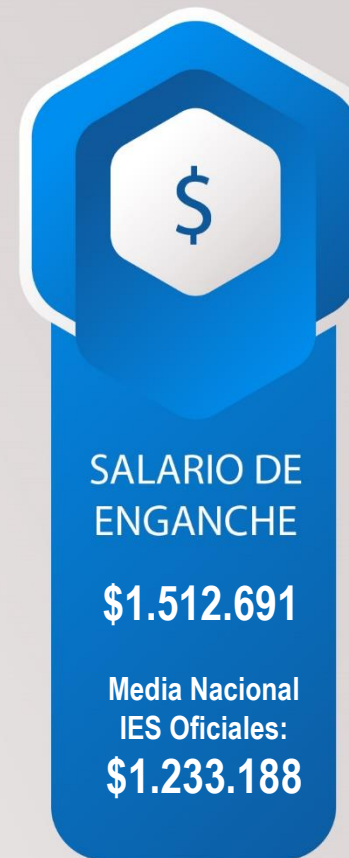 $
SALARIO DE
ENGANCHE
$1.512.691
Media Nacional
IES Oficiales:
$1.233.188